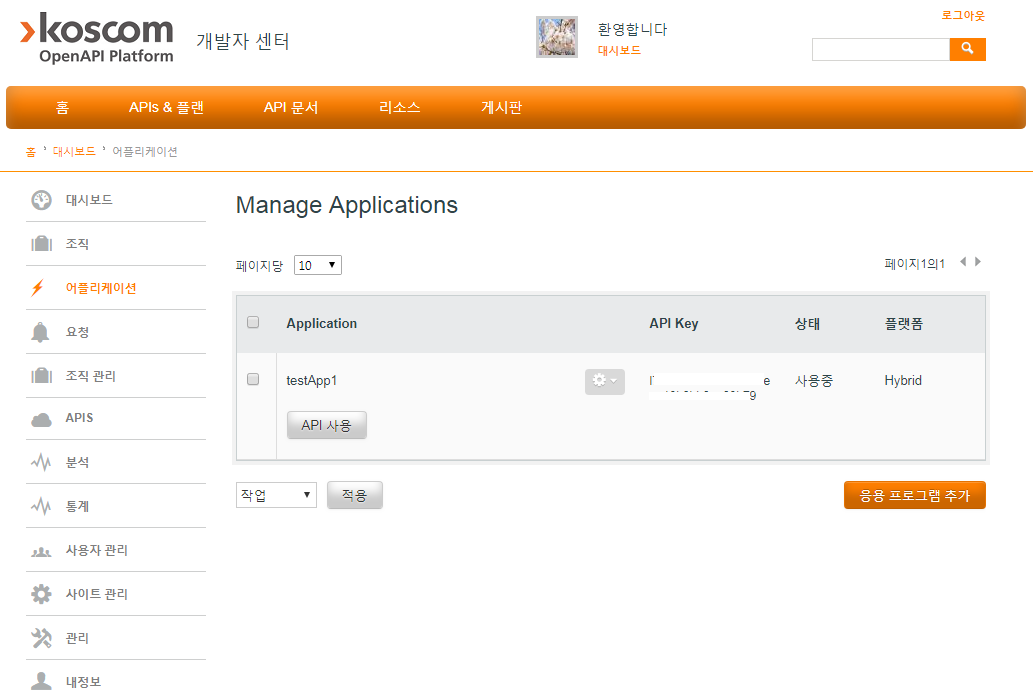 koscom
OpenAPI Platform
개발자 센터
환영합니다
대시보드
로그아웃
홈
APIs & 플랜
API 문서
리소스
게시판
홈 › 대시보드 › 어플리케이션
대시보드
조직
어플리케이션
요청
조직 관리
APIS
분석
통계
사용자 관리
사이트 관리
관리
내정보
Manage Applications
페이지당 10
페이지1의1
Application API Key 상태 플랫폼
testApp1 사용중 Hybrid
API 사용
작업 적용 응용 프로그램 추가